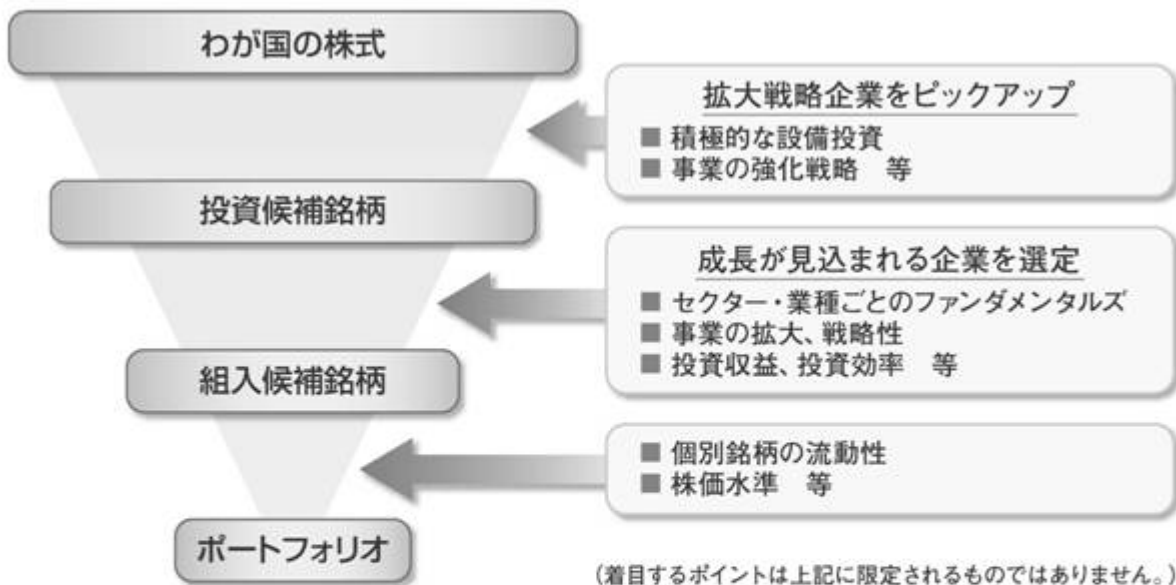 わが国の株式
拡大戦略企業をピックアップ
■ 積極的な設備投資
■ 事業の強化戦略　等
投資候補銘柄
成長が見込まれる企業を選定
■ セクター・業種ごとのファンダメンタルズ
■ 事業の拡大、戦略性
■ 投資収益、投資効率　等
組入候補銘柄
■ 個別銘柄の流動性
■ 株価水準　等
ポートフォリオ
(着目するポイントは上記に限定されるものではありません。)